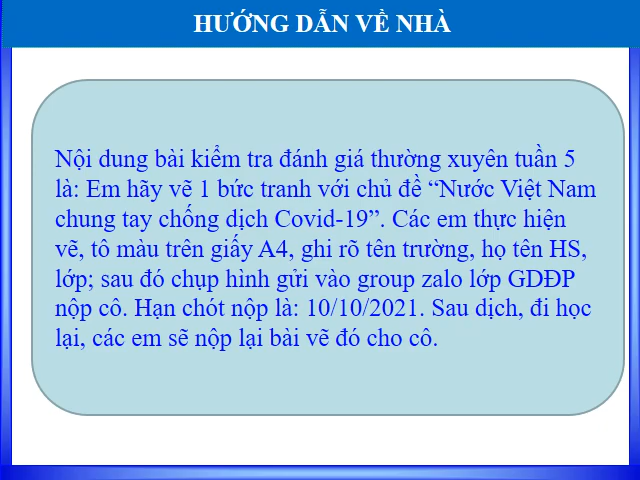 HƯỚNG DẪN VỀ NHÀ
Nội dung bài kiểm tra đánh giá thường xuyên tuần 5
là: Em hãy vẽ 1 bức tranh với chủ đề “Nước Việt Nam
chung tay chống dịch Covid-19”. Các em thực hiện
vẽ, tô màu trên giấy A4, ghi rõ tên trường, họ tên HS,
lớp; sau đó chụp hình gửi vào group zalo lớp GDĐP
nộp cô. Hạn chót nộp là: 10/10/2021. Sau dịch, đi học
lại, các em sẽ nộp lại bài vẽ đó cho cô.